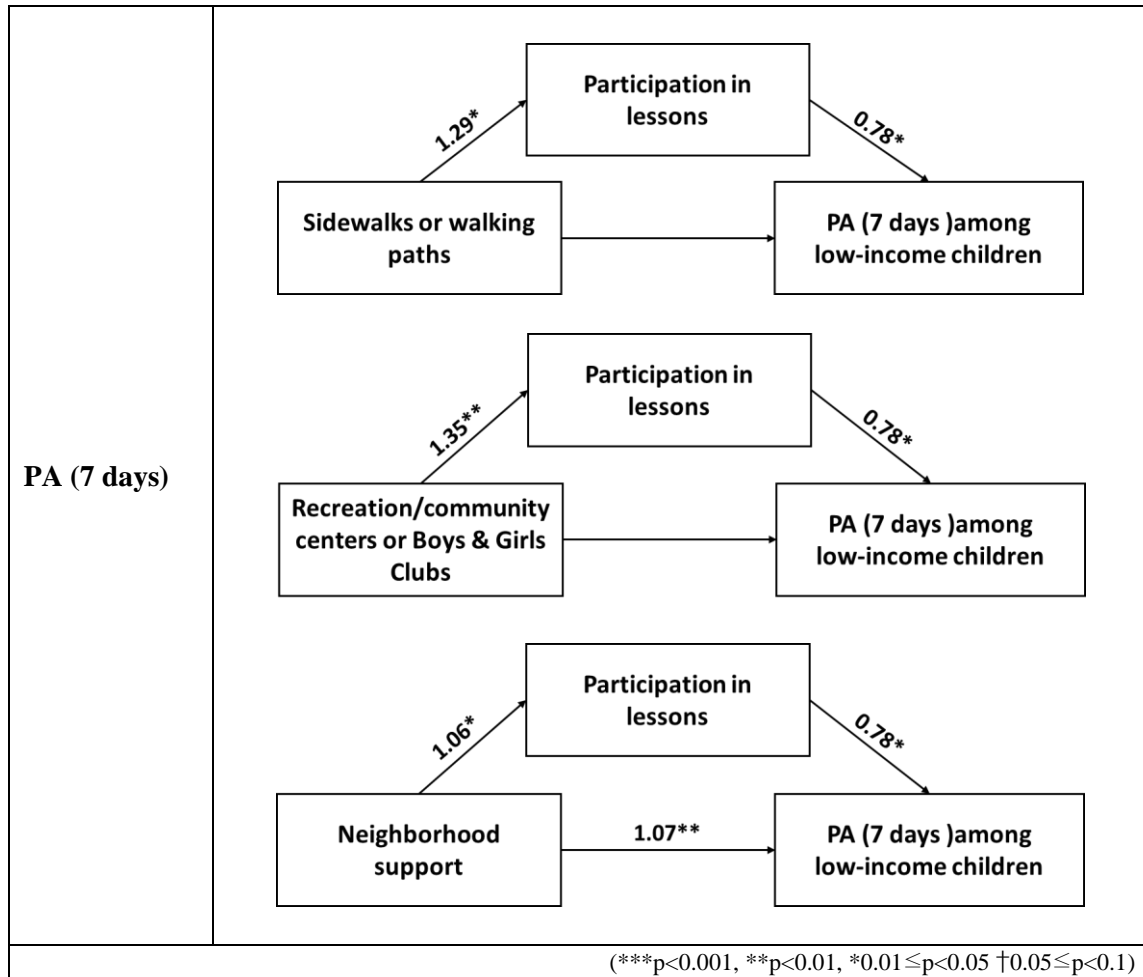 PA (7 days)
Participation in
lessons
1.29*
0.78*
Sidewalks or walking
paths
PA (7 days )among
low-income children
Participation in
lessons
1.35**
0.78*
Recreation/community
centers or Boys & Girls
Clubs
PA (7 days )among
low-income children
Participation in
lessons
1.06*
0.78*
Neighborhood
support
1.07**
PA (7 days )among
low-income children
(***p<0.001, **p<0.01, *0.01≦p<0.05 †0.05≦p<0.1)